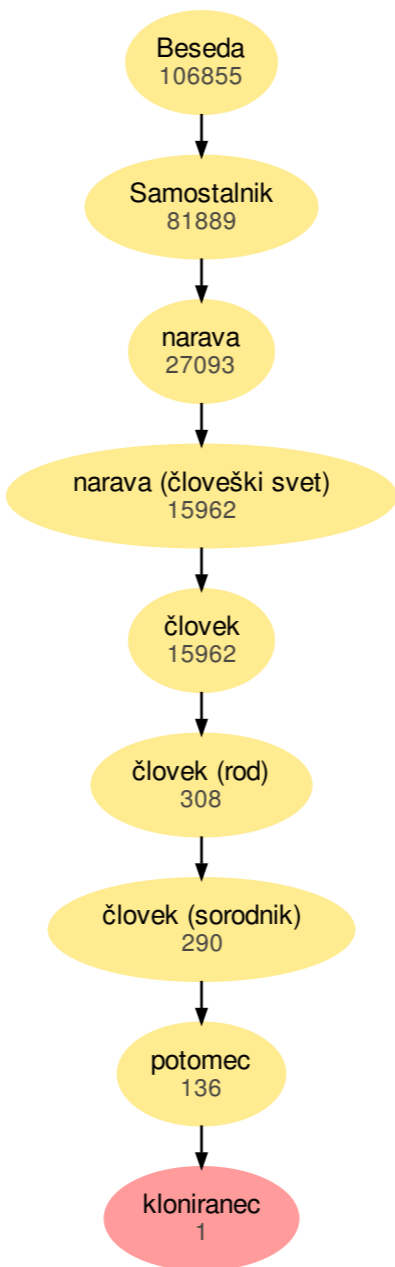 Beseda
106855
Samostalnik
81889
narava
27093
narava (človeški svet)
15962
človek
15962
človek (rod)
308
človek (sorodnik)
290
potomec
136
kloniranec
1